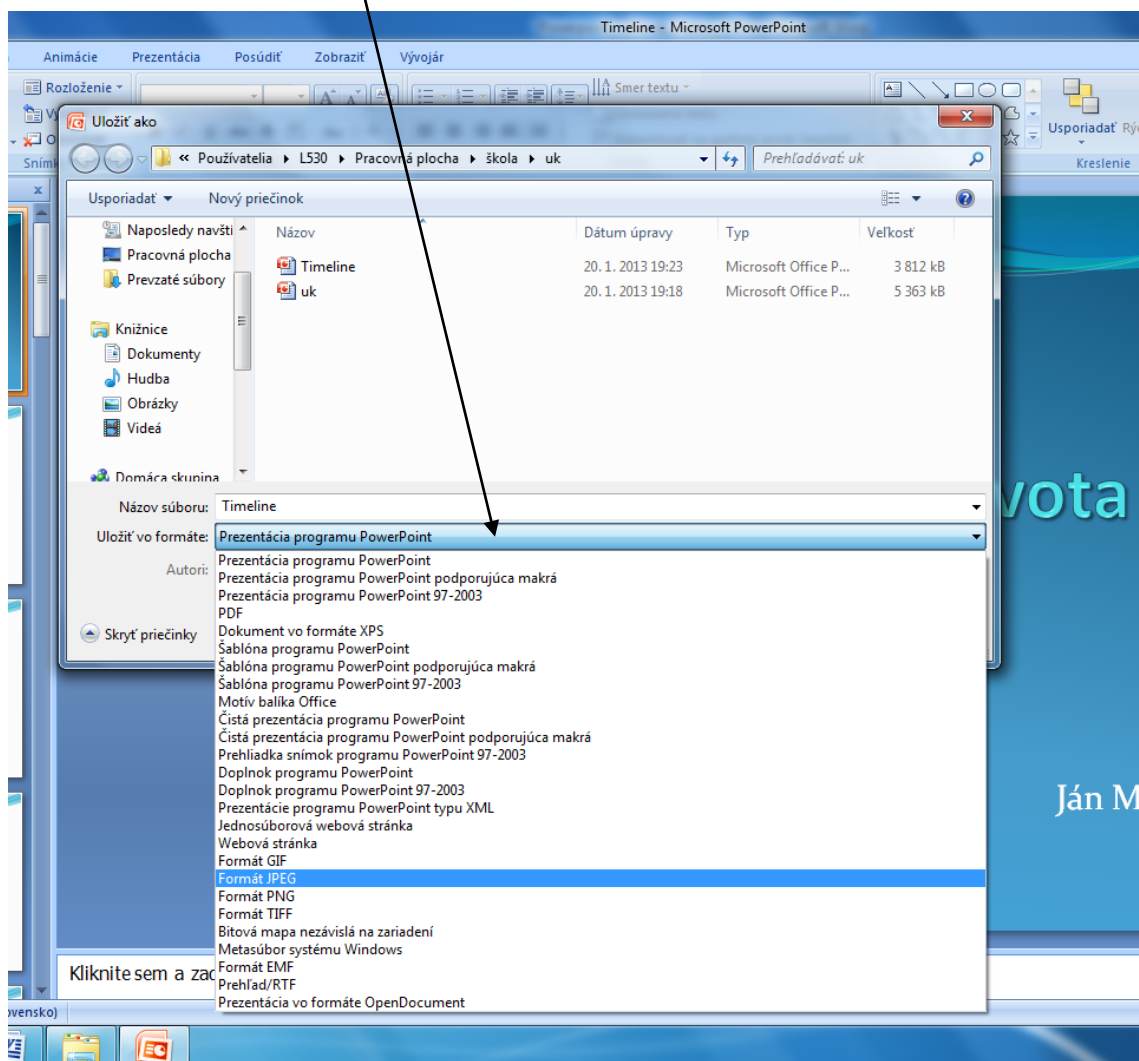 Timeline - Microsoft PowerPoint
Animácie Prezentácia Posúdiť Zobraziť Vývojár
Rozloženie
Smer textu
Uložiť ako
Usporiadať
Používatelia L530 Pracovná plocha škola uk
Prehľadávať: uk
Kreslenie
Usporiadať Nový priečinok
Naposledy navšti
Názov Dátum úpravy Typ Veľkosť
Pracovná plocha
Timeline 20. 1. 2013 19:23 Microsoft Office P... 3 812 kB
Prevzaté súbory
uk 20. 1. 2013 19:18 Microsoft Office P... 5 363 kB
Knižnice
Dokumenty
Hudba
Obrázky
Videá
Domáca skupina
Názov súboru: Timeline
vota
Uložiť vo formáte: Prezentácia programu PowerPoint
Autori:
Skryť priečinky
Prezentácia programu PowerPoint
Prezentácia programu PowerPoint podporujúca makrá
Prezentácia programu PowerPoint 97-2003
PDF
Dokument vo formáte XPS
Šablóna programu PowerPoint
Šablóna programu PowerPoint podporujúca makrá
Šablóna programu PowerPoint 97-2003
Motív balíka Office
Čistá prezentácia programu PowerPoint
Čistá prezentácia programu PowerPoint podporujúca makrá
Prehliadka snímok programu PowerPoint 97-2003
Doplnok programu PowerPoint
Doplnok programu PowerPoint 97-2003
Prezentácie programu PowerPoint typu XML
Jednosúborová webová stránka
Webová stránka
Formát GIF
Formát JPEG
Formát PNG
Formát TIFF
Bitová mapa nezávislá na zariadení
Metasúbor systému Windows
Formát EMF
Prehľad/RTF
Prezentácia vo formáte OpenDocument
Ján M
Kliknite sem a zad
ovensko)